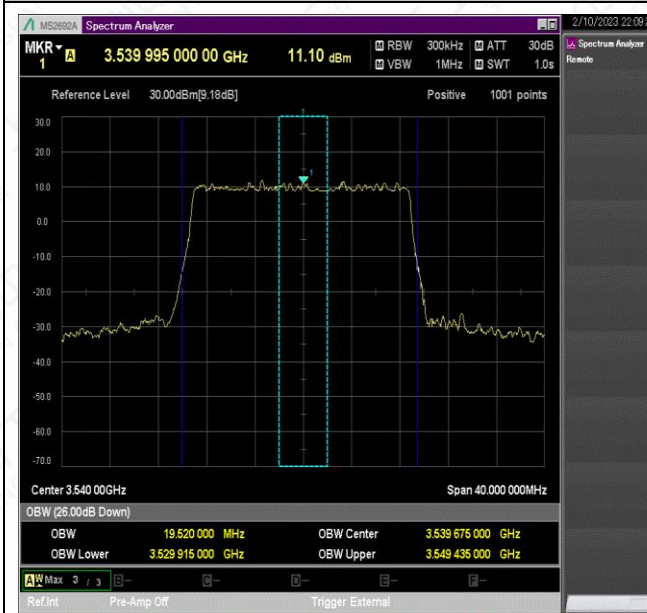 MS2692A Spectrum Analyzer
2/10/2023 22:09:
MKR 1 A 3.539 995 000 00 GHz 11.10 dBm
RBW 300kHz ATT 30dB
VBW 1MHz SWT 1.0s
Spectrum Analyzer
Remote
Reference Level 30.00dBm[9.18dB] Positive 1001 points
1
30.0
20.0
10.0
1
0.0
-10.0
-20.0
-30.0
-40.0
-50.0
-60.0
-70.0
Center 3.540 00GHz Span 40.000 000MHz
OBW (26.00dB Down)
OBW 19.520 000 MHz OBW Center 3.539 675 000 GHz
OBW Lower 3.529 915 000 GHz OBW Upper 3.549 435 000 GHz
A W Max 3 / 3 B- C- D- E- F-
Ref.Int Pre-Amp Off Trigger External